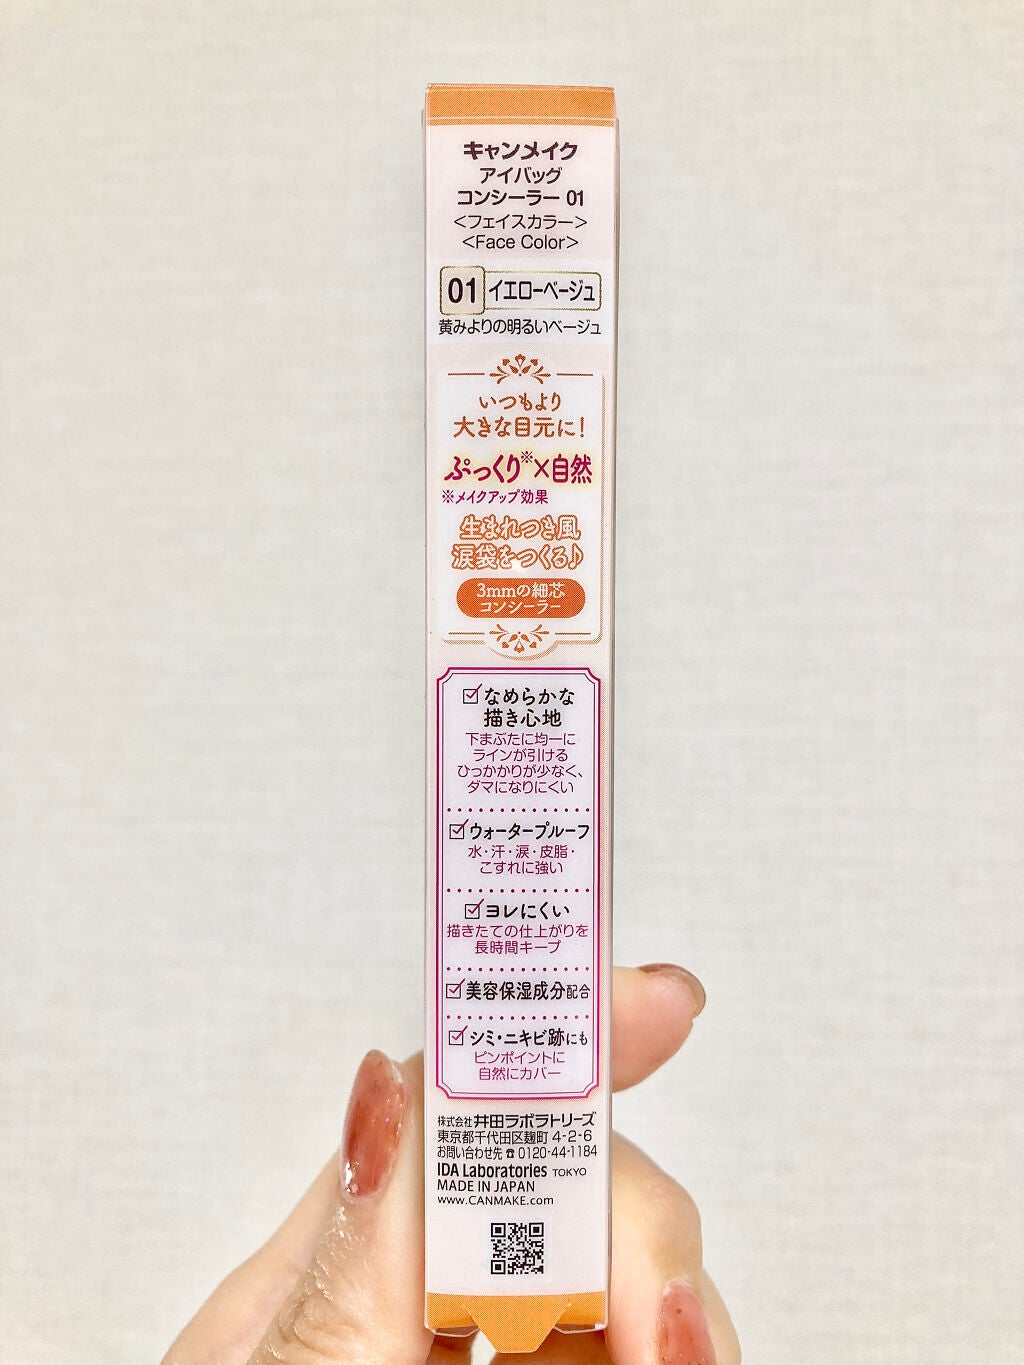 キャンメイク
アイバッグ
コンシーラー 01
<フェイスカラー>
<Face Color>
01 イエローベージュ
黄みよりの明るいベージュ
いつもより
大きな目元に!
ぷっくり※×自然
※メイクアップ効果
生まれつき風
涙袋をつくる♪
3mmの細芯
コンシーラー
なめらかな
描き心地
下まぶたに均一に
ラインが引ける
ひっかかりが少なく、
ダマになりにくい
ウォータープルーフ
水・汗・涙・皮脂・
こすれに強い
ヨレにくい
描きたての仕上がりを
長時間キープ
美容保湿成分配合
シミ・ニキビ跡にも
ピンポイントに
自然にカバー
株式会社 井田ラボラトリーズ
東京都千代田区麹町 4-2-6
お問い合わせ先 ☎ 0120-44-1184
IDA Laboratories TOKYO
MADE IN JAPAN
www.CANMAKE.com